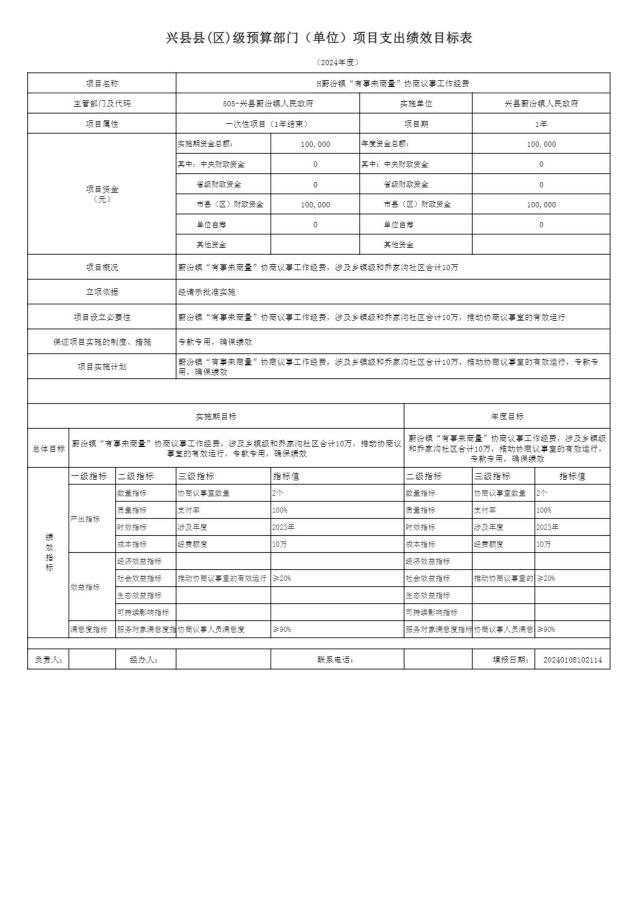 兴县县(区)级预算部门（单位）项目支出绩效目标表
（2024年度）
项目名称 H蔚汾镇“有事来商量”协商议事工作经费
主管部门及代码 505-兴县蔚汾镇人民政府 实施单位 兴县蔚汾镇人民政府
项目属性 一次性项目（1年结束） 项目期 1年
项目资金
（元）
实施期资金总额： 100,000 年度资金总额： 100,000
其中：中央财政资金 0 其中：中央财政资金 0
省级财政资金 0 省级财政资金 0
市县（区）财政资金 100,000 市县（区）财政资金 100,000
单位自筹 0 单位自筹 0
其他资金 其他资金
项目概况 蔚汾镇“有事来商量”协商议事工作经费，涉及乡镇级和乔家沟社区合计10万
立项依据 经请示批准实施
项目设立必要性 蔚汾镇“有事来商量”协商议事工作经费，涉及乡镇级和乔家沟社区合计10万，推动协商议事室的有效运行
保证项目实施的制度、措施 专款专用，确保绩效
项目实施计划 蔚汾镇“有事来商量”协商议事工作经费，涉及乡镇级和乔家沟社区合计10万，推动协商议事室的有效运行，专款专
用，确保绩效
实施期目标 年度目标
总体目标
蔚汾镇“有事来商量”协商议事工作经费，涉及乡镇级和乔家沟社区合计10万，推动协商议
事室的有效运行，专款专用，确保绩效
蔚汾镇“有事来商量”协商议事工作经费，涉及乡镇级
和乔家沟社区合计10万，推动协商议事室的有效运行，
专款专用，确保绩效
绩效指标
一级指标 二级指标 三级指标 指标值 二级指标 三级指标 指标值
产出指标
数量指标 协商议事室数量 2个 数量指标 协商议事室数量 2个
质量指标 支付率 100% 质量指标 支付率 100%
时效指标 涉及年度 2023年 时效指标 涉及年度 2023年
成本指标 经费额度 10万 成本指标 经费额度 10万
效益指标
经济效益指标 经济效益指标
社会效益指标 推动协商议事室的有效运行 ≥20% 社会效益指标 推动协商议事室的 ≥20%
生态效益指标 生态效益指标
可持续影响指标 可持续影响指标
满意度指标 服务对象满意度指 协商议事人员满意度 ≥90% 服务对象满意度指标 协商议事人员满意 ≥90%
负责人： 经办人： 联系电话： 填报日期： 20240108102114